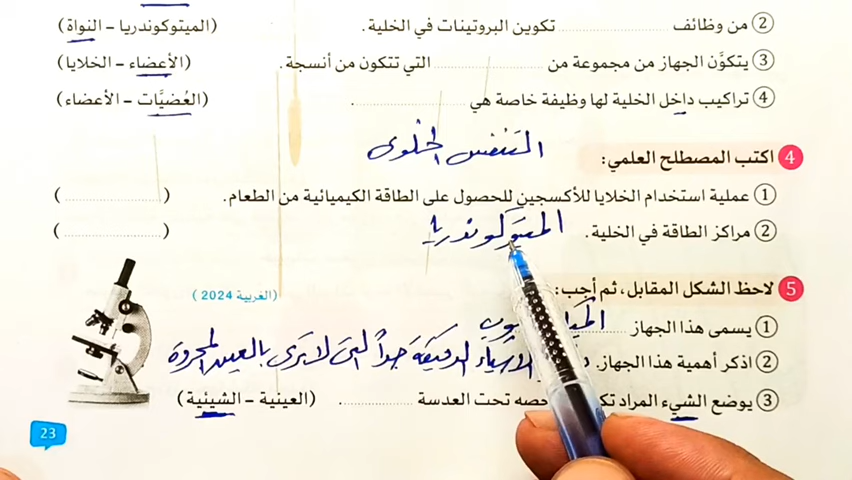 ② من وظائف .............. تكوين البروتينات في الخلية. (الميتوكوندريا – النواة)
③ يتكوَّن الجهاز من مجموعة من .............. التي تتكون من أنسجة. (الأعضاء – الخلايا)
④ تراكيب داخل الخلية لها وظيفة خاصة هي .............. . (العُضيَّات – الأعضاء)
التنفس الخلوى
4 اكتب المصطلح العلمي:
① عملية استخدام الخلايا للأكسجين للحصول على الطاقة الكيميائية من الطعام. (..............)
الميتوكوندريا
② مراكز الطاقة في الخلية. (..............)
5 لاحظ الشكل المقابل، ثم أجب: (الغربية 2024)
① يسمى هذا الجهاز
الأشياء الدقيقة جداً التى لا ترى بالعين المجردة
② اذكر أهمية هذا الجهاز.
③ يوضع الشيء المراد حصه تحت العدسة .............. . (العينية – الشيئية)
23